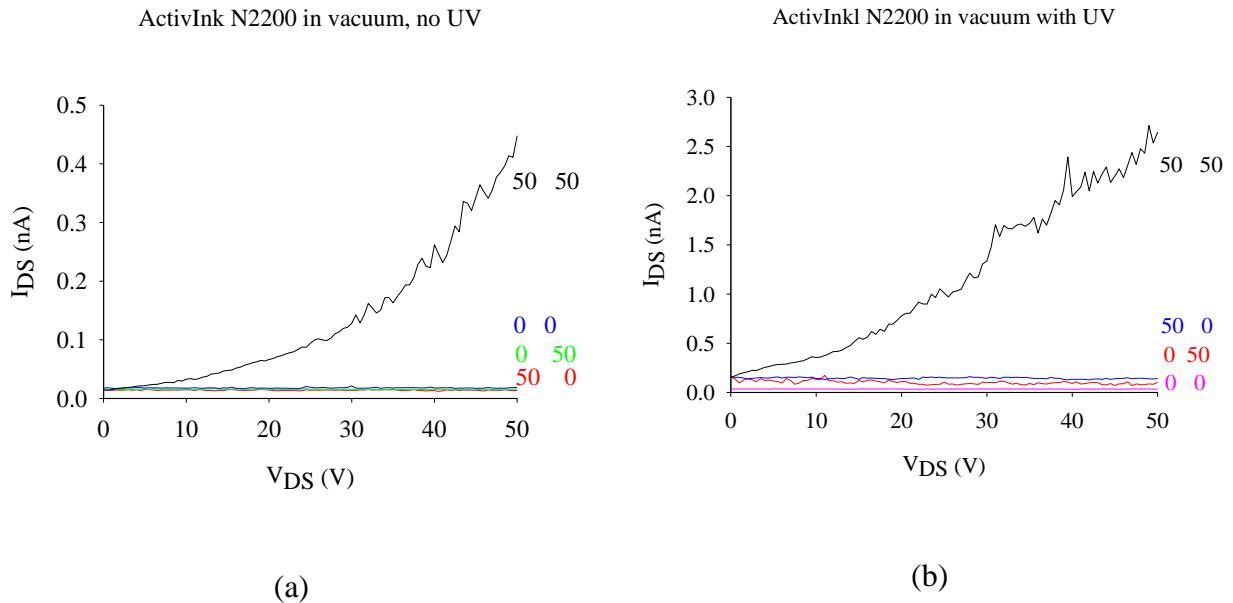 ActivInk N2200 in vacuum, no UV
0.5
0.4
0.3
0.2
0.1
0.0
IDS (nA)
50 50
0 0
0 50
50 0
0 10 20 30 40 50
VDS (V)
(a)
ActivInkl N2200 in vacuum with UV
3.0
2.5
2.0
1.5
1.0
0.5
0.0
IDS (nA)
50 50
50 0
0 50
0 0
0 10 20 30 40 50
VDS (V)
(b)